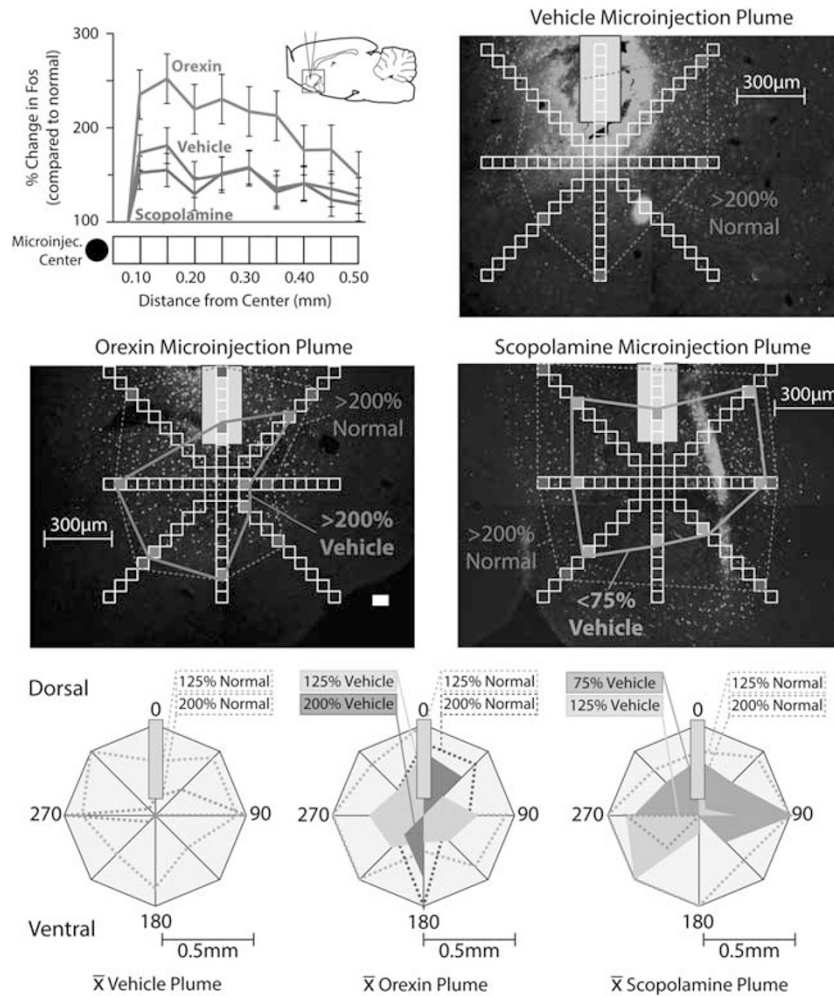 300
200
100
% Change in Fos
(compared to normal)
Orexin
Vehicle
Scopolamine
Microinjec.
Center
0.10 0.20 0.30 0.40 0.50
Distance from Center (mm)
Vehicle Microinjection Plume
300µm
>200%
Normal
Orexin Microinjection Plume
>200%
Normal
300µm
>200%
Vehicle
Scopolamine Microinjection Plume
300µm
>200%
Normal
<75%
Vehicle
Dorsal
Ventral
125% Normal
200% Normal
0
270 90
180
0.5mm
x̅ Vehicle Plume
125% Vehicle 125% Normal
200% Vehicle 200% Normal
0
270 90
180
0.5mm
x̅ Orexin Plume
75% Vehicle 125% Normal
125% Vehicle 200% Normal
0
270 90
180
0.5mm
x̅ Scopolamine Plume